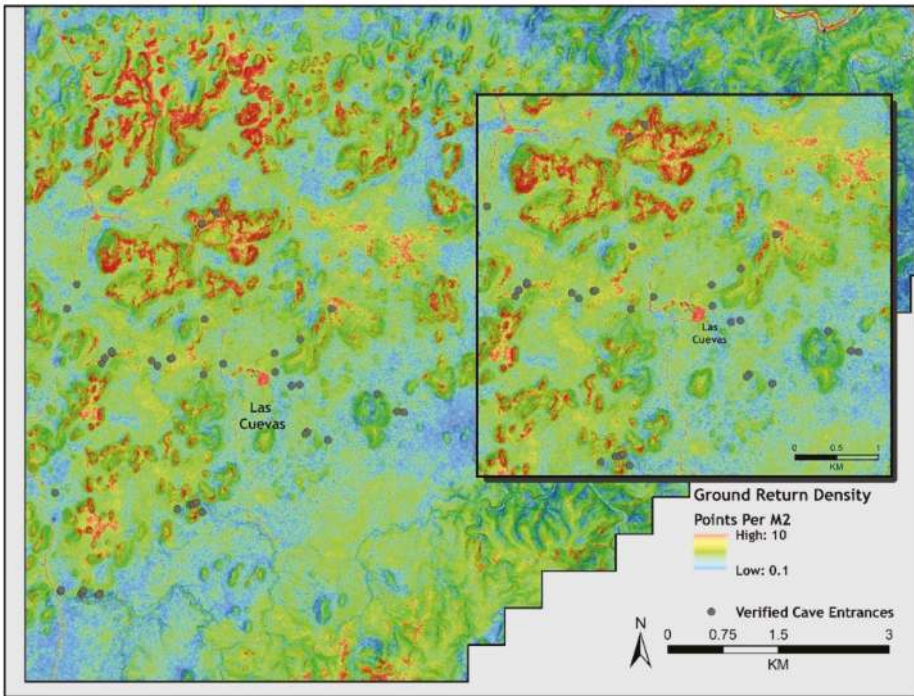 Las
Cuevas
Las
Cuevas
0 0.5 1
KM
Ground Return Density
Points Per M2
High: 10
Low: 0.1
Verified Cave Entrances
N
0 0.75 1.5 3
KM